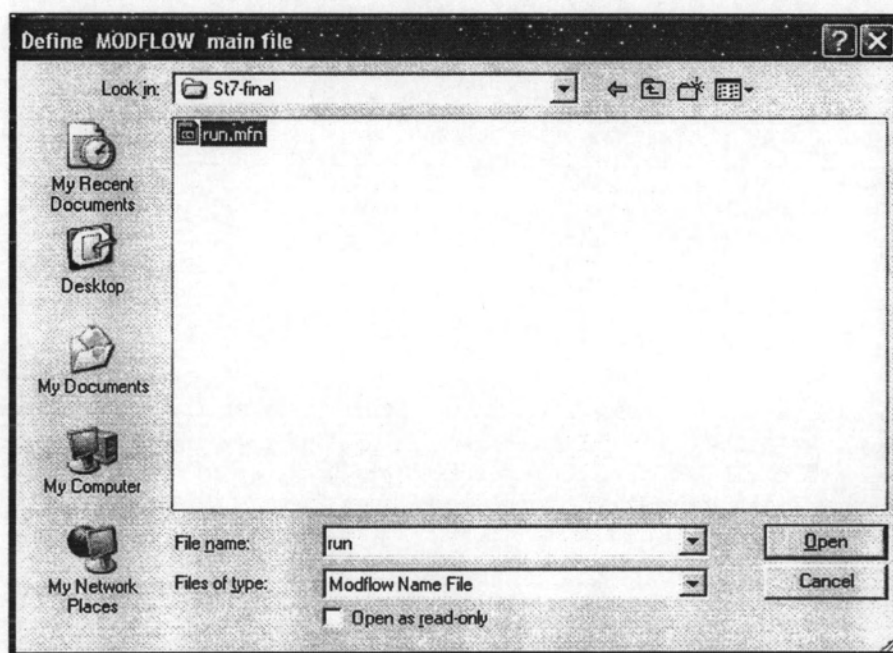 Define MODFLOW main file
Look in:
St7-final
run.mfn
My Recent
Documents
Desktop
My Documents
My Computer
My Network
Places
File name:
run
Open
Files of type:
Modflow Name File
Cancel
Open as read-only